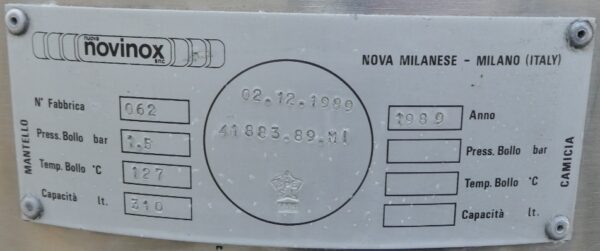 nuova
novinox
snc
NOVA MILANESE - MILANO (ITALY)
MANTELLO
N° Fabbrica 062
Press. Bollo bar 1.5
Temp. Bollo °C 127
Capacità lt. 310
02.12.1999
41883.89.MI
1989 Anno
Press. Bollo bar
Temp. Bollo °C
Capacità lt.
CAMICIA